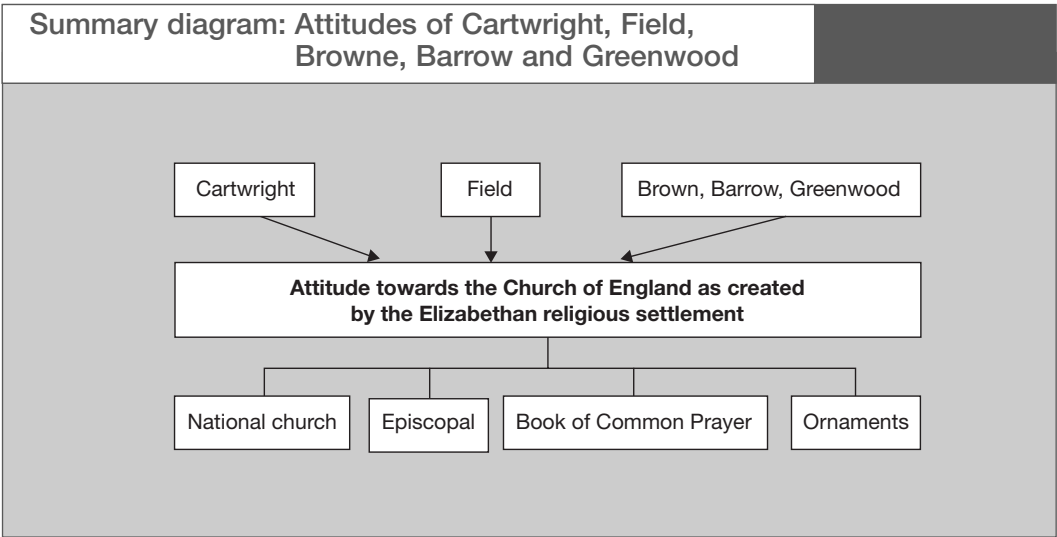 Summary diagram: Attitudes of Cartwright, Field,
Browne, Barrow and Greenwood
Cartwright
Field
Brown, Barrow, Greenwood
Attitude towards the Church of England as created
by the Elizabethan religious settlement
National church
Episcopal
Book of Common Prayer
Ornaments